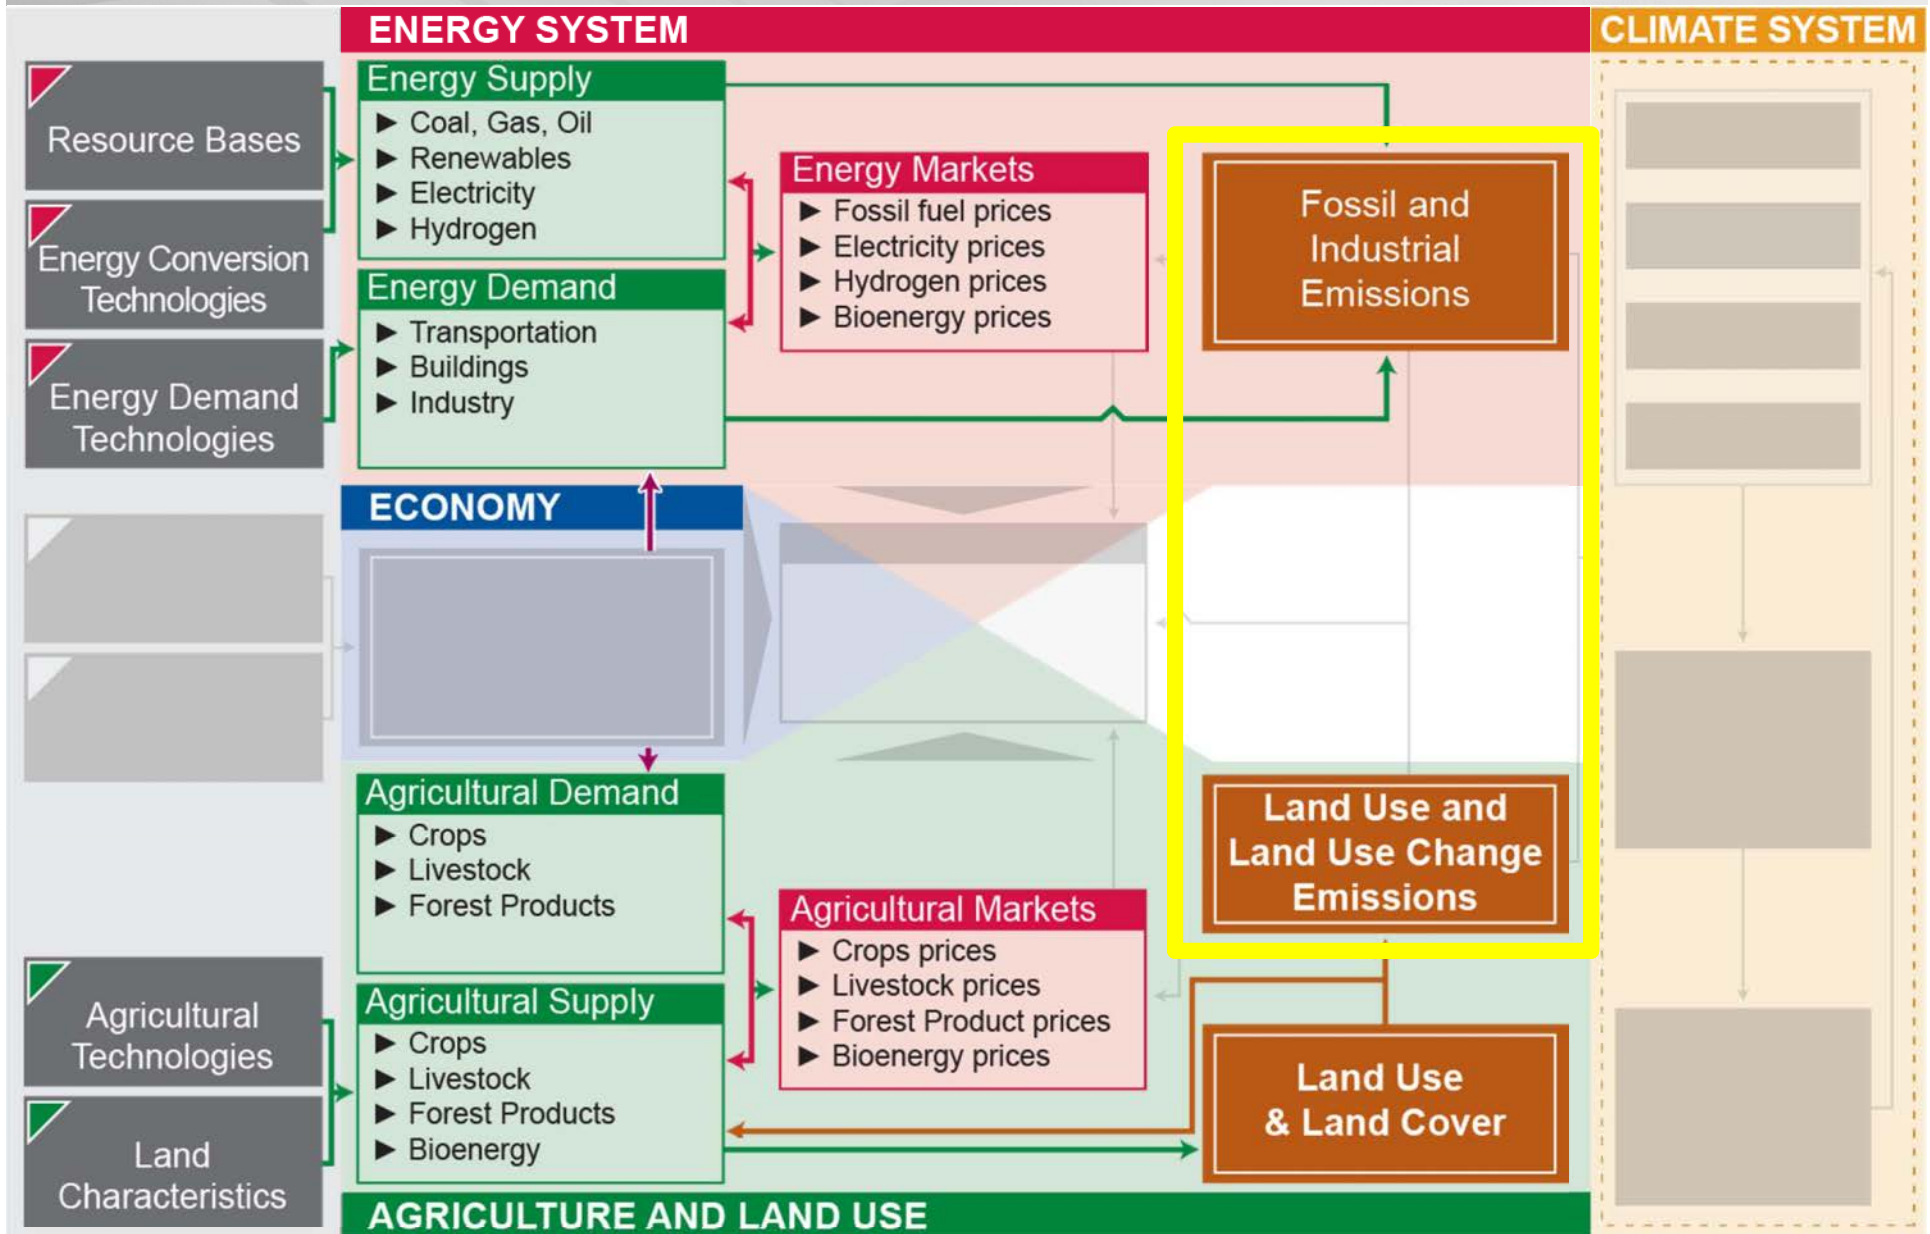 ENERGY SYSTEM
CLIMATE SYSTEM
Resource Bases
Energy Conversion
Technologies
Energy Demand
Technologies
Energy Supply
► Coal, Gas, Oil
► Renewables
► Electricity
► Hydrogen
Energy Demand
► Transportation
► Buildings
► Industry
Energy Markets
► Fossil fuel prices
► Electricity prices
► Hydrogen prices
► Bioenergy prices
Fossil and
Industrial
Emissions
ECONOMY
Agricultural Demand
► Crops
► Livestock
► Forest Products
Agricultural Supply
► Crops
► Livestock
► Forest Products
► Bioenergy
Agricultural Markets
► Crops prices
► Livestock prices
► Forest Product prices
► Bioenergy prices
Land Use and
Land Use Change
Emissions
Land Use
& Land Cover
Agricultural
Technologies
Land
Characteristics
AGRICULTURE AND LAND USE